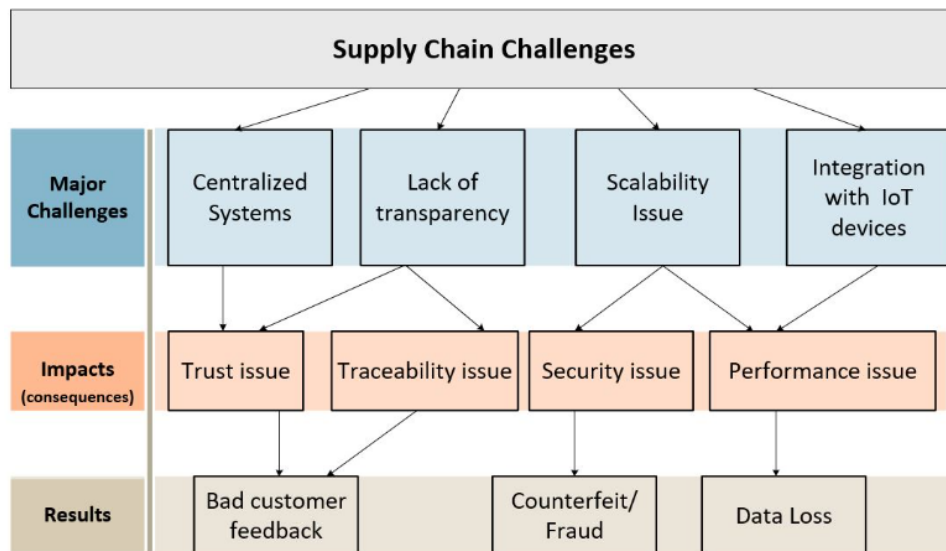 Supply Chain Challenges
Major
Challenges
Centralized
Systems
Lack of
transparency
Scalability
Issue
Integration
with IoT
devices
Impacts
(consequences)
Trust issue
Traceability issue
Security issue
Performance issue
Results
Bad customer
feedback
Counterfeit/
Fraud
Data Loss